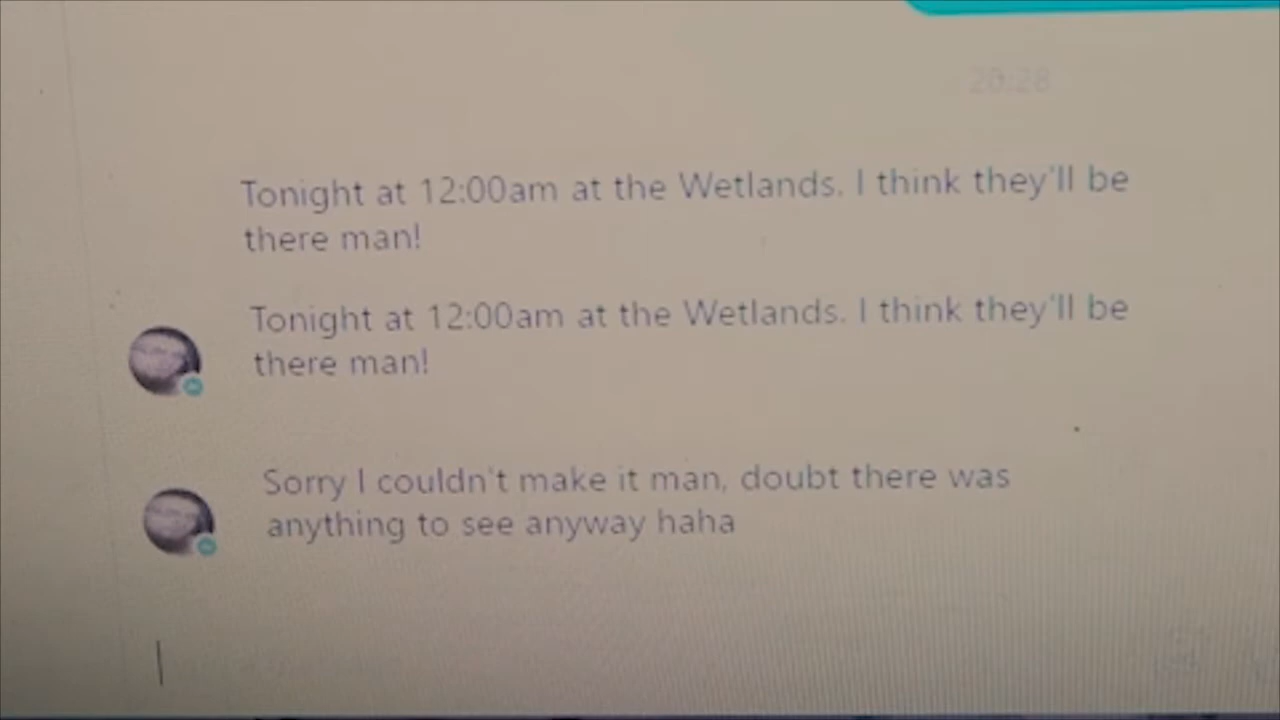 20:28
Tonight at 12:00am at the Wetlands. I think they'll be
there man!
Tonight at 12:00am at the Wetlands. I think they'll be
there man!
Sorry I couldn't make it man, doubt there was
anything to see anyway haha